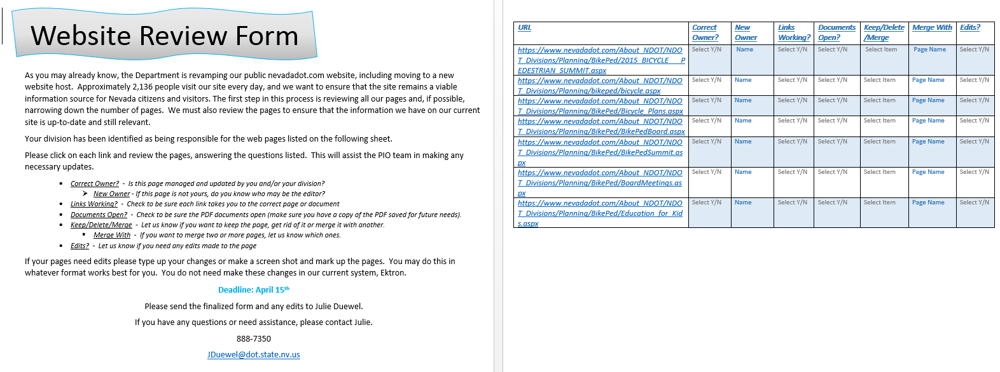 Website Review Form
As you may already know, the Department is revamping our public nevadadot.com website, including moving to a new
website host.  Approximately 2,136 people visit our site every day, and we want to ensure that the site remains a viable
information source for Nevada citizens and visitors. The first step in this process is reviewing all our pages and, if possible,
narrowing down the number of pages.  We must also review the pages to ensure that the information we have on our current
site is up-to-date and still relevant.
Your division has been identified as being responsible for the web pages listed on the following sheet.
Please click on each link and review the pages, answering the questions listed.  This will assist the PIO team in making any
necessary updates.
• Correct Owner?  -  Is this page managed and updated by you and/or your division?
➤ New Owner - If this page is not yours, do you know who may be the editor?
• Links Working?  -  Check to be sure each link takes you to the correct page or document
• Documents Open?  -  Check to be sure the PDF documents open (make sure you have a copy of the PDF saved for future needs).
• Keep/Delete/Merge  -  Let us know if you want to keep the page, get rid of it or merge it with another.
▪ Merge With  -  If you want to merge two or more pages, let us know which ones.
• Edits?  -  Let us know if you need any edits made to the page
If your pages need edits please type up your changes or make a screen shot and mark up the pages.  You may do this in
whatever format works best for you.  You do not need make these changes in our current system, Ektron.
Deadline: April 15th
Please send the finalized form and any edits to Julie Duewel.
If you have any questions or need assistance, please contact Julie.
888-7350
JDuewel@dot.state.nv.us
URL Correct New Links Documents Keep/Delete Merge With Edits?
Owner? Owner Working? Open? /Merge
https://www.nevadadot.com/About_NDOT/NDO Select Y/N Name Select Y/N Select Y/N Select Item Page Name Select Y/N
T_Divisions/Planning/BikePed/2015_BICYCLE___P
EDESTRIAN_SUMMIT.aspx
https://www.nevadadot.com/About_NDOT/NDO Select Y/N Name Select Y/N Select Y/N Select Item Page Name Select Y/N
T_Divisions/Planning/bikeped/bicycle.aspx
https://www.nevadadot.com/About_NDOT/NDO Select Y/N Name Select Y/N Select Y/N Select Item Page Name Select Y/N
T_Divisions/Planning/BikePed/Bicycle_Plans.aspx
https://www.nevadadot.com/About_NDOT/NDO Select Y/N Name Select Y/N Select Y/N Select Item Page Name Select Y/N
T_Divisions/Planning/BikePed/BikePedBoard.aspx
https://www.nevadadot.com/About_NDOT/NDO Select Y/N Name Select Y/N Select Y/N Select Item Page Name Select Y/N
T_Divisions/Planning/BikePed/BikePedSummit.as
px
https://www.nevadadot.com/About_NDOT/NDO Select Y/N Name Select Y/N Select Y/N Select Item Page Name Select Y/N
T_Divisions/Planning/BikePed/BoardMeetings.as
px
https://www.nevadadot.com/About_NDOT/NDO Select Y/N Name Select Y/N Select Y/N Select Item Page Name Select Y/N
T_Divisions/Planning/BikePed/Education_for_Kid
s.aspx